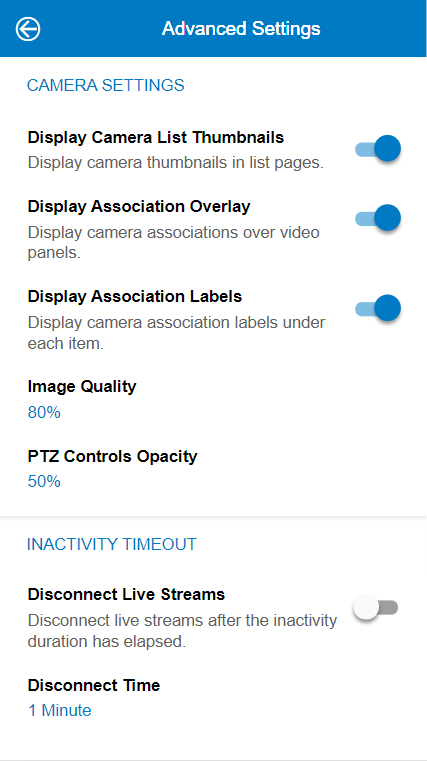 Advanced Settings
CAMERA SETTINGS
Display Camera List Thumbnails
Display camera thumbnails in list pages.
Display Association Overlay
Display camera associations over video
panels.
Display Association Labels
Display camera association labels under
each item.
Image Quality
80%
PTZ Controls Opacity
50%
INACTIVITY TIMEOUT
Disconnect Live Streams
Disconnect live streams after the inactivity
duration has elapsed.
Disconnect Time
1 Minute